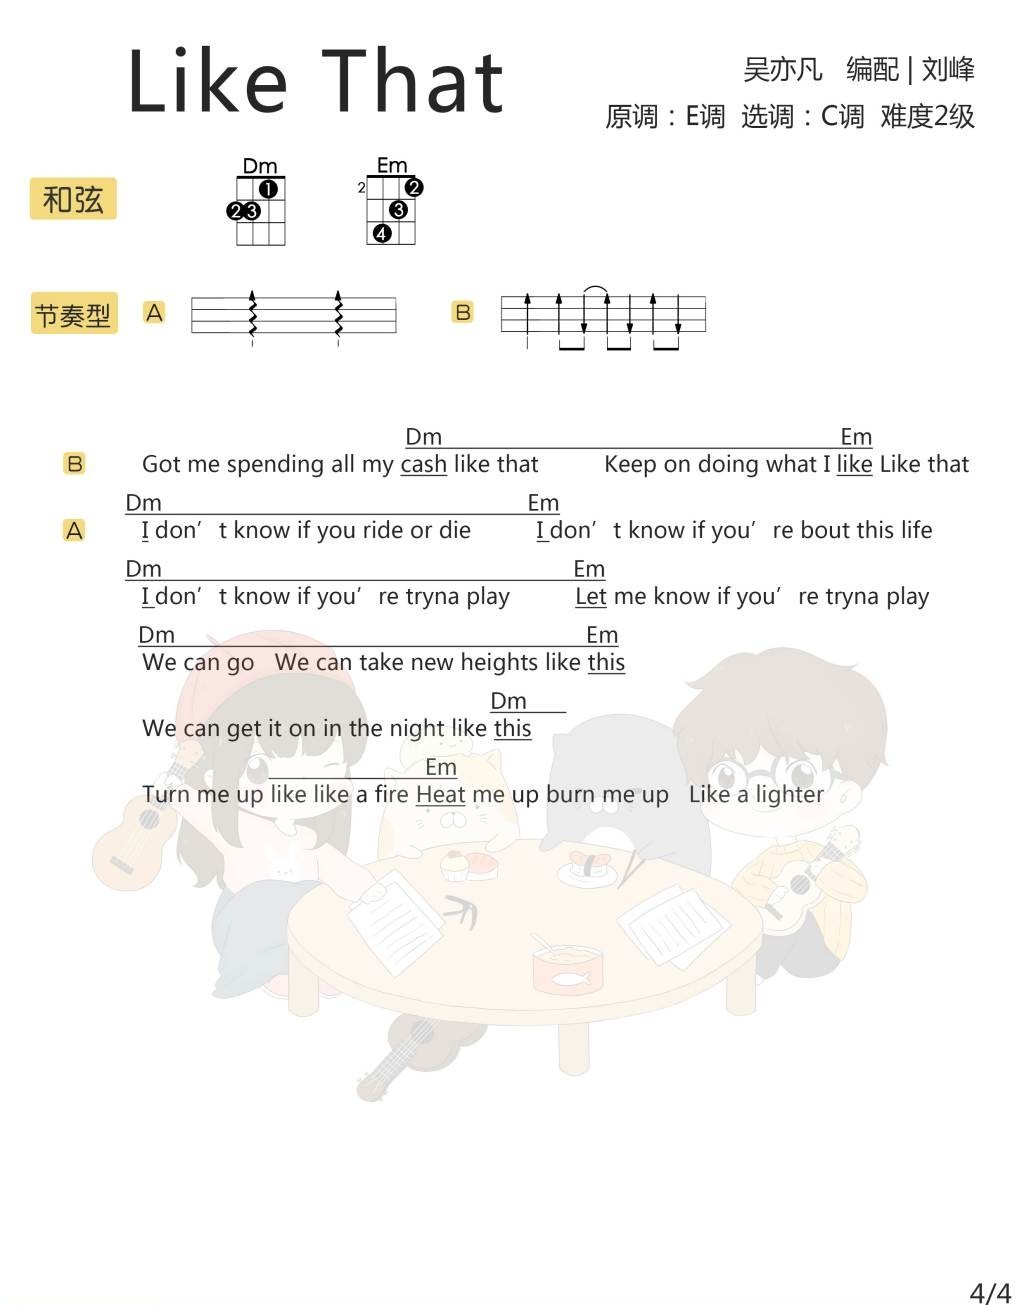 Like That
吴亦凡 编配 | 刘峰
原调：E调 选调：C调 难度2级
和弦
Dm Em
2
1 2
2 3 3
4
节奏型 A B
Dm Em
B Got me spending all my cash like that Keep on doing what I like Like that
Dm Em
A I don’t know if you ride or die I don’t know if you’re bout this life
Dm Em
I don’t know if you’re tryna play Let me know if you’re tryna play
Dm Em
We can go We can take new heights like this
Dm
We can get it on in the night like this
Em
Turn me up like like a fire Heat me up burn me up Like a lighter
4/4